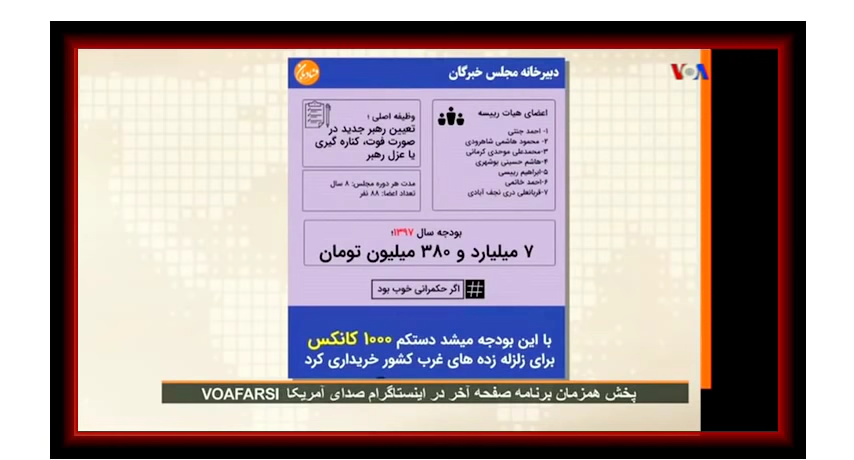 VOA
دبیرخانه مجلس خبرگان
اعضای هیات رییسه
۱- احمد جنتی
۲- محمود هاشمی شاهرودی
۳-محمدعلی موحدی کرمانی
۴-هاشم حسینی بوشهری
۵-ابراهیم رییسی
۶-احمد خاتمی
۷-قربانعلی دری نجف آبادی
وظیفه اصلی ؛
تعیین رهبر جدید در
صورت فوت، کناره گیری
یا عزل رهبر
مدت هر دوره مجلس: ۸ سال
تعداد اعضا: ۸۸ نفر
بودجه سال ۱۳۹۷؛
۷ میلیارد و ۳۸۰ میلیون تومان
# اگر حکمرانی خوب بود
با این بودجه میشد دستکم ۱۰۰۰ کانکس
برای زلزله زده های غرب کشور خریداری کرد
پخش همزمان برنامه صفحه آخر در اینستاگرام صدای آمریکا VOAFARSI